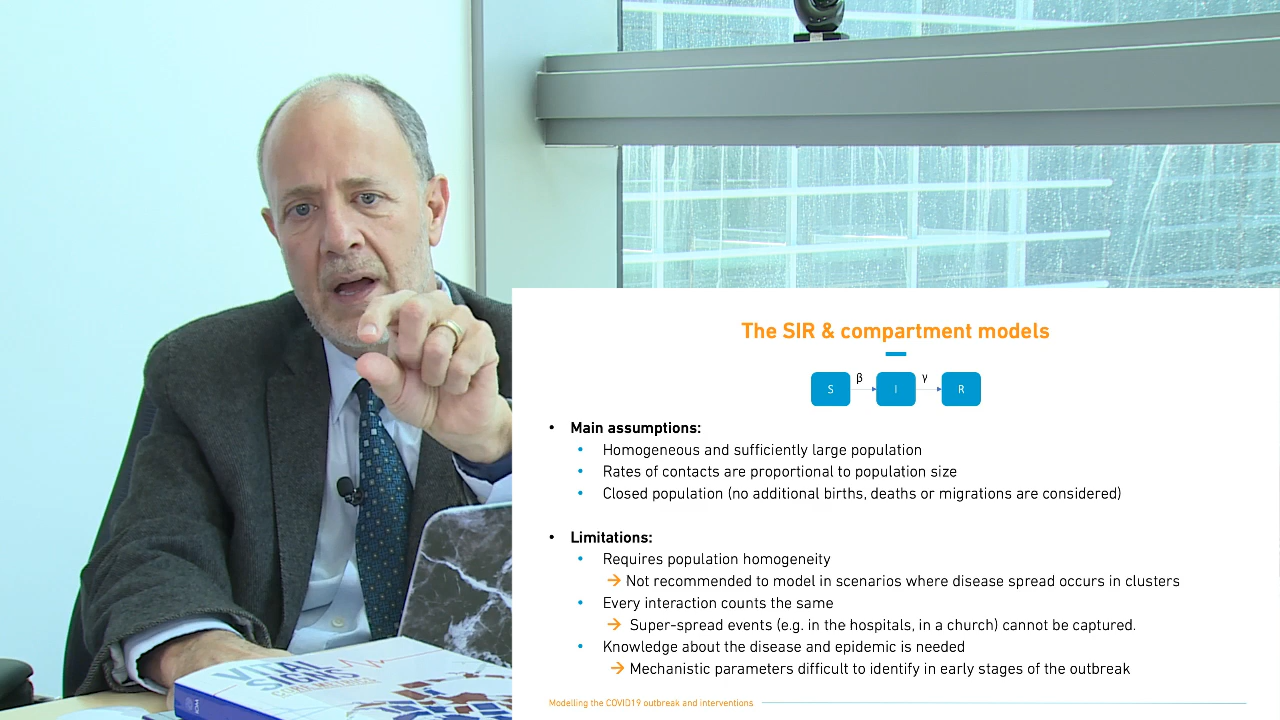 The SIR & compartment models
S β I γ R
• Main assumptions:
• Homogeneous and sufficiently large population
• Rates of contacts are proportional to population size
• Closed population (no additional births, deaths or migrations are considered)
• Limitations:
• Requires population homogeneity
→ Not recommended to model in scenarios where disease spread occurs in clusters
• Every interaction counts the same
→ Super-spread events (e.g. in the hospitals, in a church) cannot be captured.
• Knowledge about the disease and epidemic is needed
→ Mechanistic parameters difficult to identify in early stages of the outbreak
VITAL
SIGNS
Modelling the COVID19 outbreak and interventions